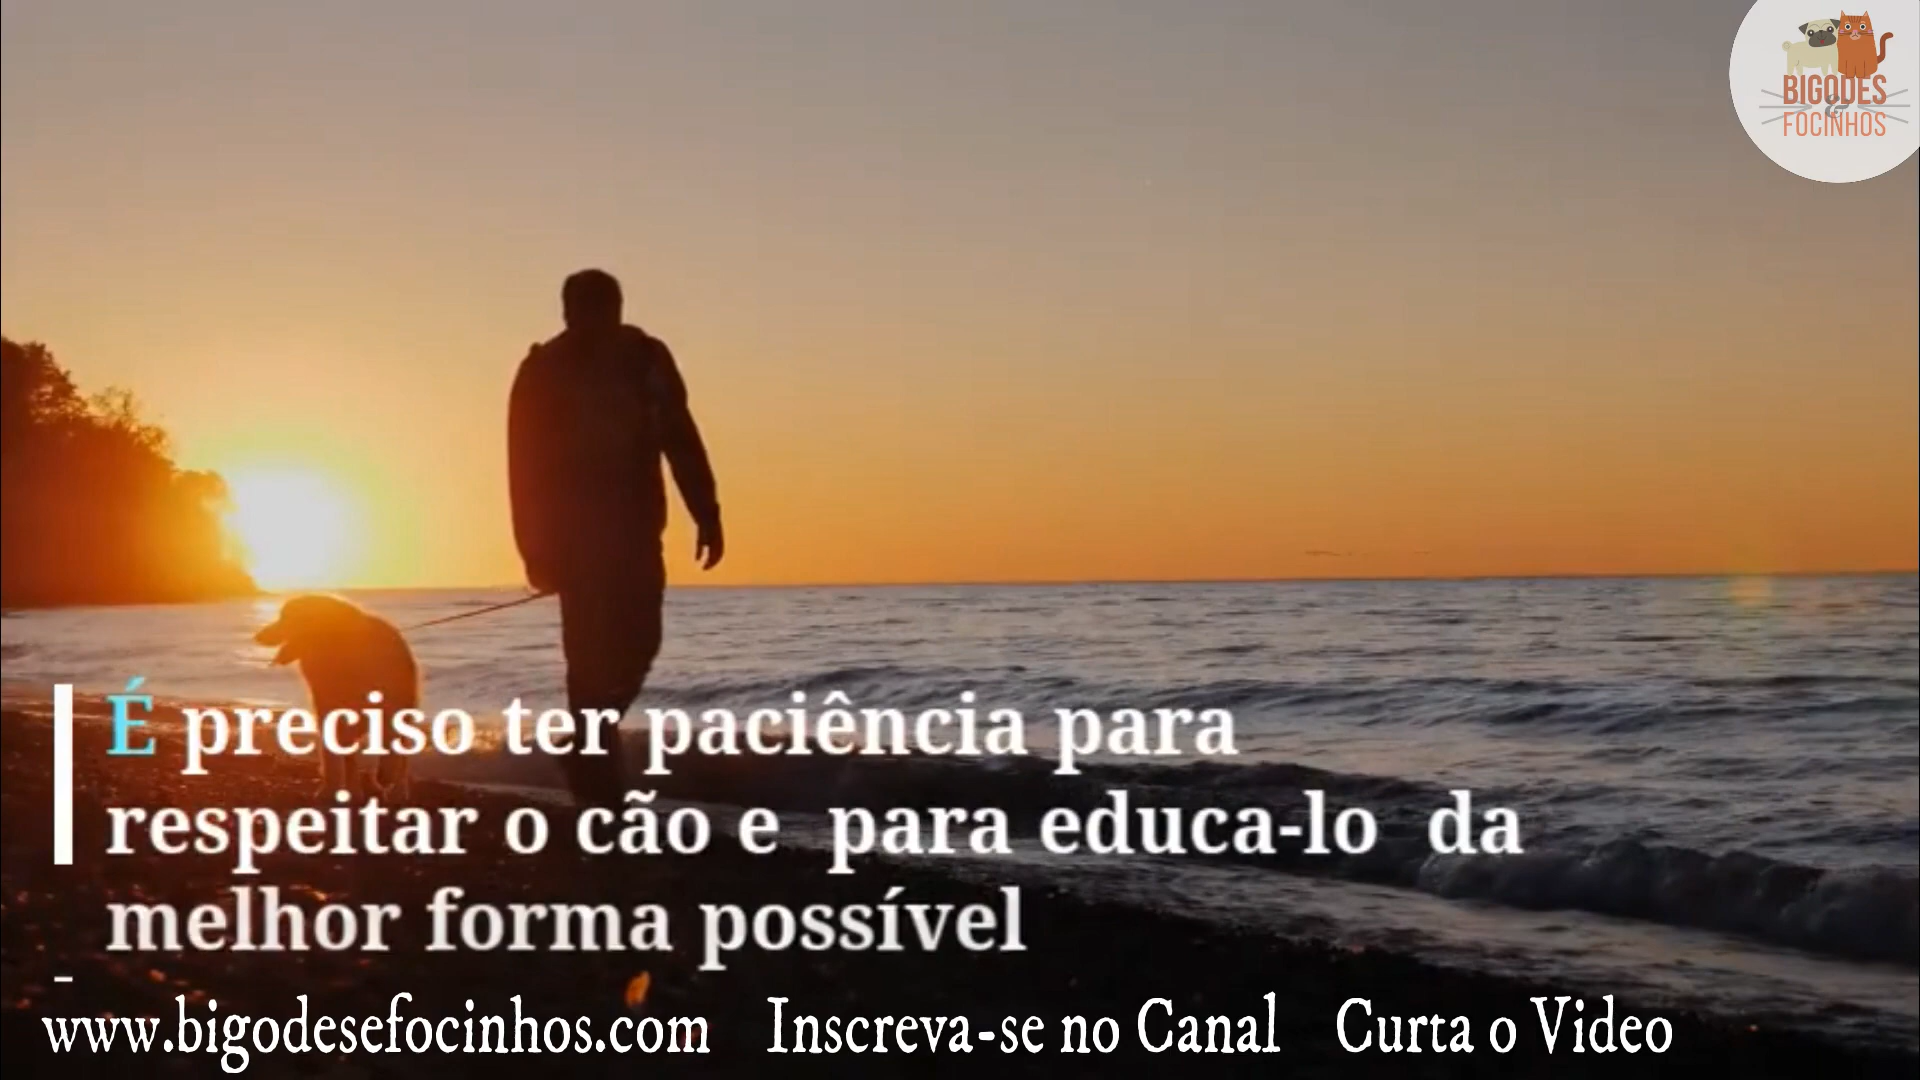 BIGODES
&
FOCINHOS
É preciso ter paciência para
respeitar o cão e para educa-lo da
melhor forma possível
www.bigodesefocinhos.com Inscreva-se no Canal Curta o Video